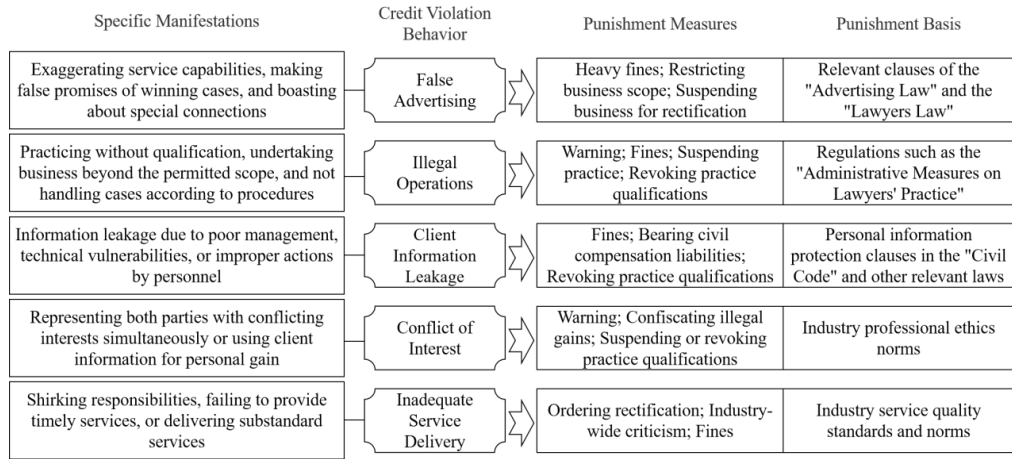 Specific Manifestations
Credit Violation
Behavior
Punishment Measures
Punishment Basis
Exaggerating service capabilities, making
false promises of winning cases, and boasting
about special connections
False
Advertising
Heavy fines; Restricting
business scope; Suspending
business for rectification
Relevant clauses of the
"Advertising Law" and the
"Lawyers Law"
Practicing without qualification, undertaking
business beyond the permitted scope, and not
handling cases according to procedures
Illegal
Operations
Warning; Fines; Suspending
practice; Revoking practice
qualifications
Regulations such as the
"Administrative Measures on
Lawyers' Practice"
Information leakage due to poor management,
technical vulnerabilities, or improper actions
by personnel
Client
Information
Leakage
Fines; Bearing civil
compensation liabilities;
Revoking practice qualifications
Personal information
protection clauses in the "Civil
Code" and other relevant laws
Representing both parties with conflicting
interests simultaneously or using client
information for personal gain
Conflict of
Interest
Warning; Confiscating illegal
gains; Suspending or revoking
practice qualifications
Industry professional ethics
norms
Shirking responsibilities, failing to provide
timely services, or delivering substandard
services
Inadequate
Service
Delivery
Ordering rectification; Industry-
wide criticism; Fines
Industry service quality
standards and norms